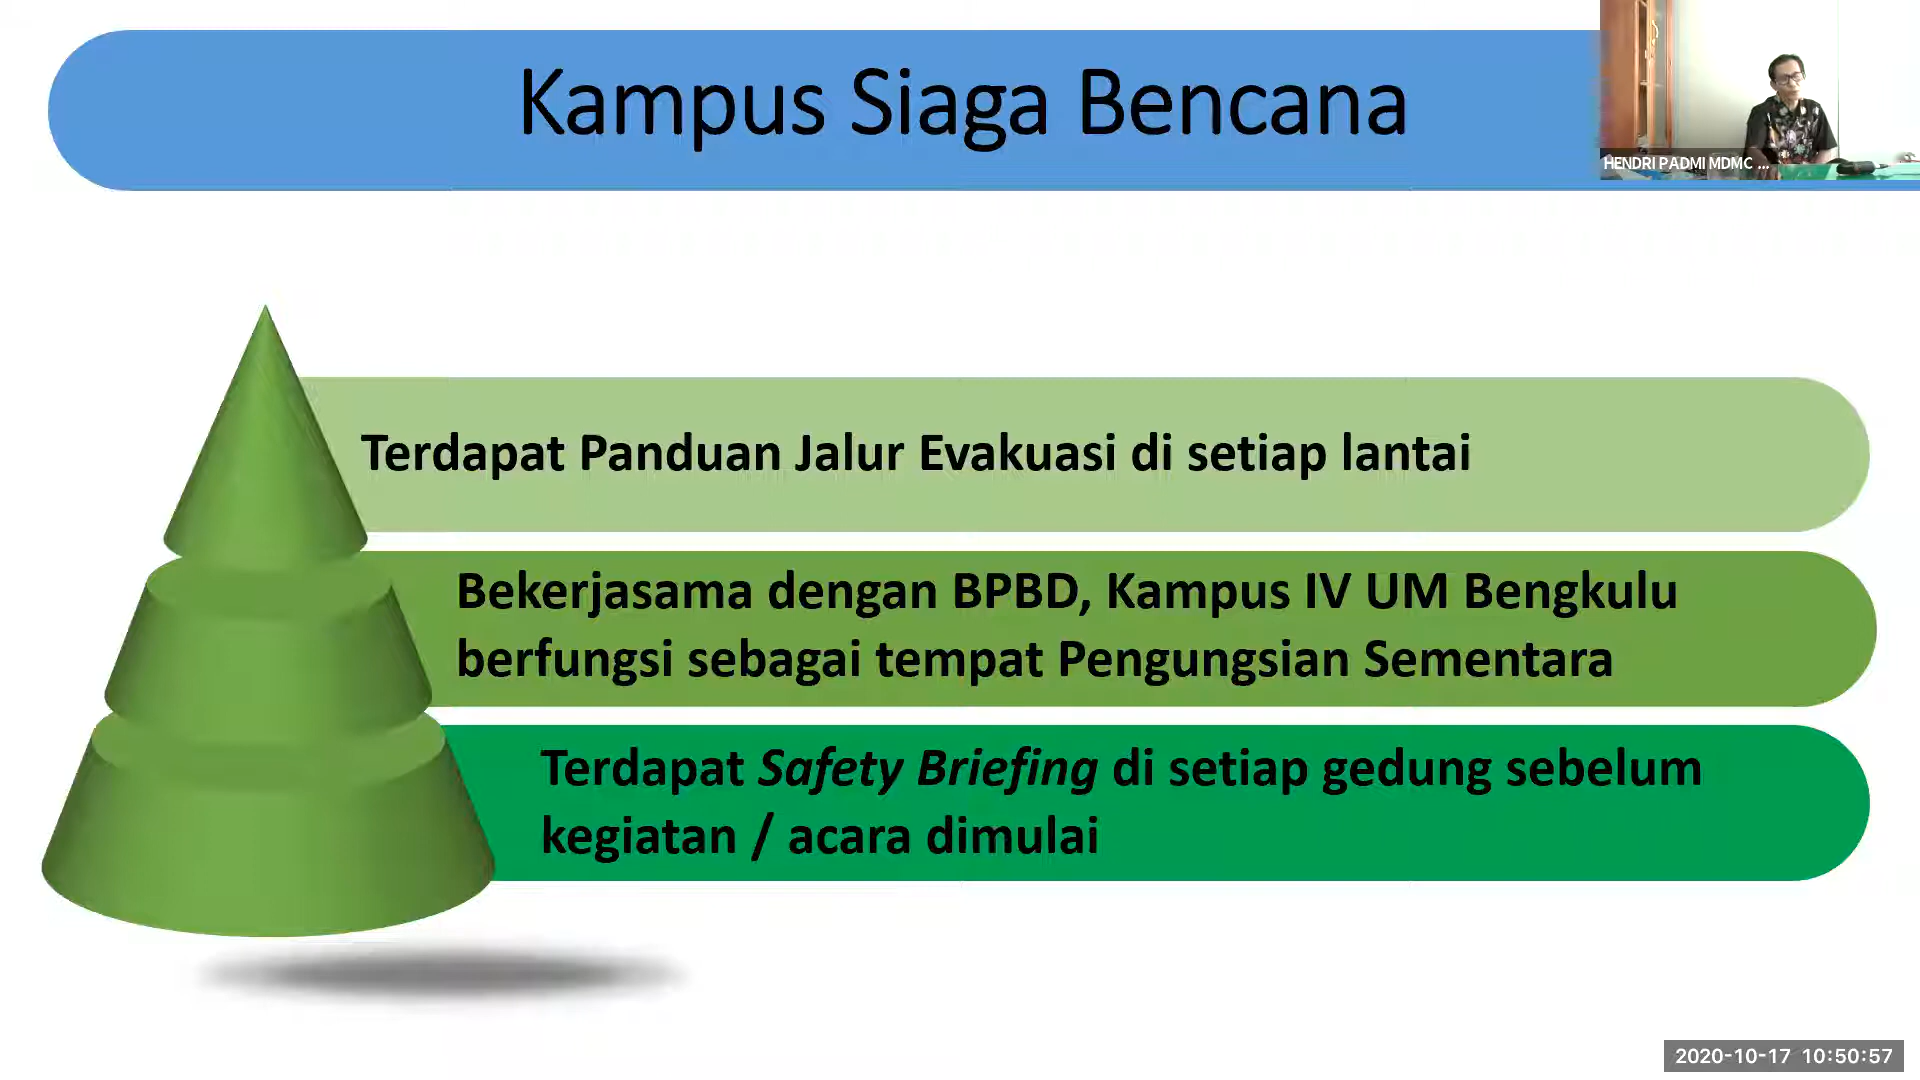 Kampus Siaga Bencana
HENDRI PADMI MDMC ...
Terdapat Panduan Jalur Evakuasi di setiap lantai
Bekerjasama dengan BPBD, Kampus IV UM Bengkulu
berfungsi sebagai tempat Pengungsian Sementara
Terdapat Safety Briefing di setiap gedung sebelum
kegiatan / acara dimulai
2020-10-17 10:50:57